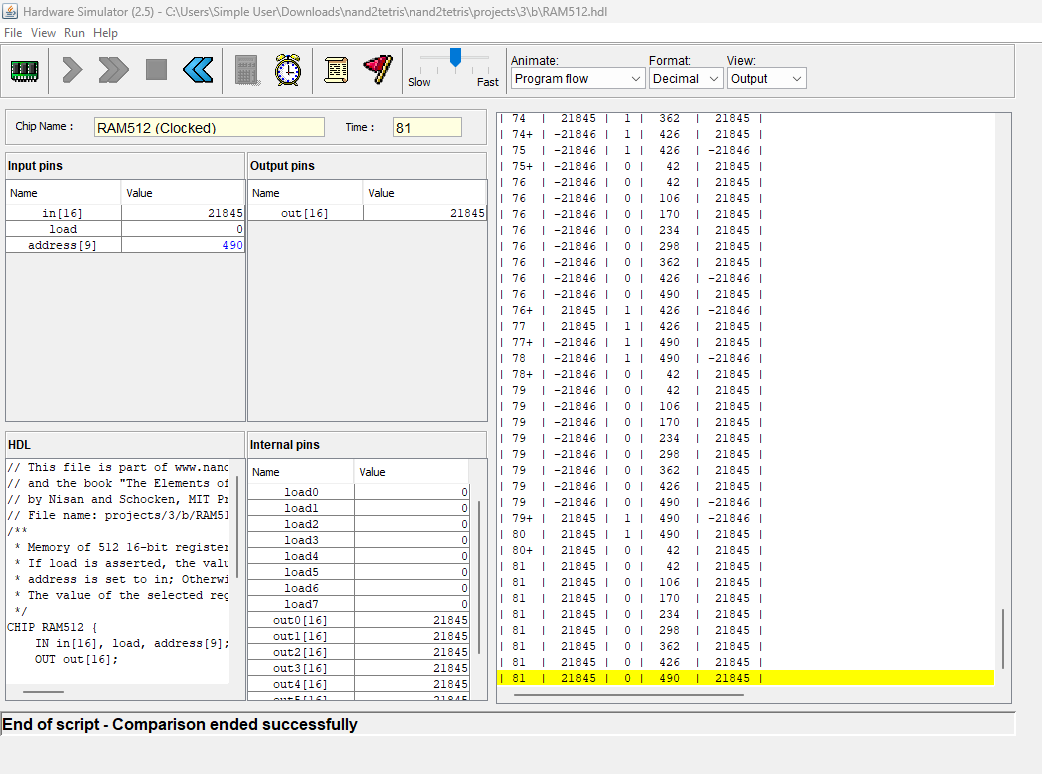 Hardware Simulator (2.5) - C:\Users\Simple User\Downloads\nand2tetris\nand2tetris\projects\3\b\RAM512.hdl
File View Run Help
Slow Fast
Animate: Format: View:
Program flow Decimal Output
Chip Name : RAM512 (Clocked) Time : 81
Input pins
Name Value
in[16] 21845
load 0
address[9] 490
Output pins
Name Value
out[16] 21845
HDL
// This file is part of www.nand
// and the book "The Elements of
// by Nisan and Schocken, MIT Pr
// File name: projects/3/b/RAM51
/**
* Memory of 512 16-bit register
* If load is asserted, the valu
* address is set to in; Otherwi
* The value of the selected reg
*/
CHIP RAM512 {
IN in[16], load, address[9];
OUT out[16];
Internal pins
Name Value
load0 0
load1 0
load2 0
load3 0
load4 0
load5 0
load6 0
load7 0
out0[16] 21845
out1[16] 21845
out2[16] 21845
out3[16] 21845
out4[16] 21845
out5[16] 21845
| 74 | 21845 | 1 | 362 | 21845 |
| 74+ | -21846 | 1 | 426 | 21845 |
| 75 | -21846 | 1 | 426 | -21846 |
| 75+ | -21846 | 0 | 42 | 21845 |
| 76 | -21846 | 0 | 42 | 21845 |
| 76 | -21846 | 0 | 106 | 21845 |
| 76 | -21846 | 0 | 170 | 21845 |
| 76 | -21846 | 0 | 234 | 21845 |
| 76 | -21846 | 0 | 298 | 21845 |
| 76 | -21846 | 0 | 362 | 21845 |
| 76 | -21846 | 0 | 426 | -21846 |
| 76 | -21846 | 0 | 490 | 21845 |
| 76+ | 21845 | 1 | 426 | -21846 |
| 77 | 21845 | 1 | 426 | 21845 |
| 77+ | -21846 | 1 | 490 | 21845 |
| 78 | -21846 | 1 | 490 | -21846 |
| 78+ | -21846 | 0 | 42 | 21845 |
| 79 | -21846 | 0 | 42 | 21845 |
| 79 | -21846 | 0 | 106 | 21845 |
| 79 | -21846 | 0 | 170 | 21845 |
| 79 | -21846 | 0 | 234 | 21845 |
| 79 | -21846 | 0 | 298 | 21845 |
| 79 | -21846 | 0 | 362 | 21845 |
| 79 | -21846 | 0 | 426 | 21845 |
| 79 | -21846 | 0 | 490 | -21846 |
| 79+ | 21845 | 1 | 490 | -21846 |
| 80 | 21845 | 1 | 490 | 21845 |
| 80+ | 21845 | 0 | 42 | 21845 |
| 81 | 21845 | 0 | 42 | 21845 |
| 81 | 21845 | 0 | 106 | 21845 |
| 81 | 21845 | 0 | 170 | 21845 |
| 81 | 21845 | 0 | 234 | 21845 |
| 81 | 21845 | 0 | 298 | 21845 |
| 81 | 21845 | 0 | 362 | 21845 |
| 81 | 21845 | 0 | 426 | 21845 |
| 81 | 21845 | 0 | 490 | 21845 |
End of script - Comparison ended successfully